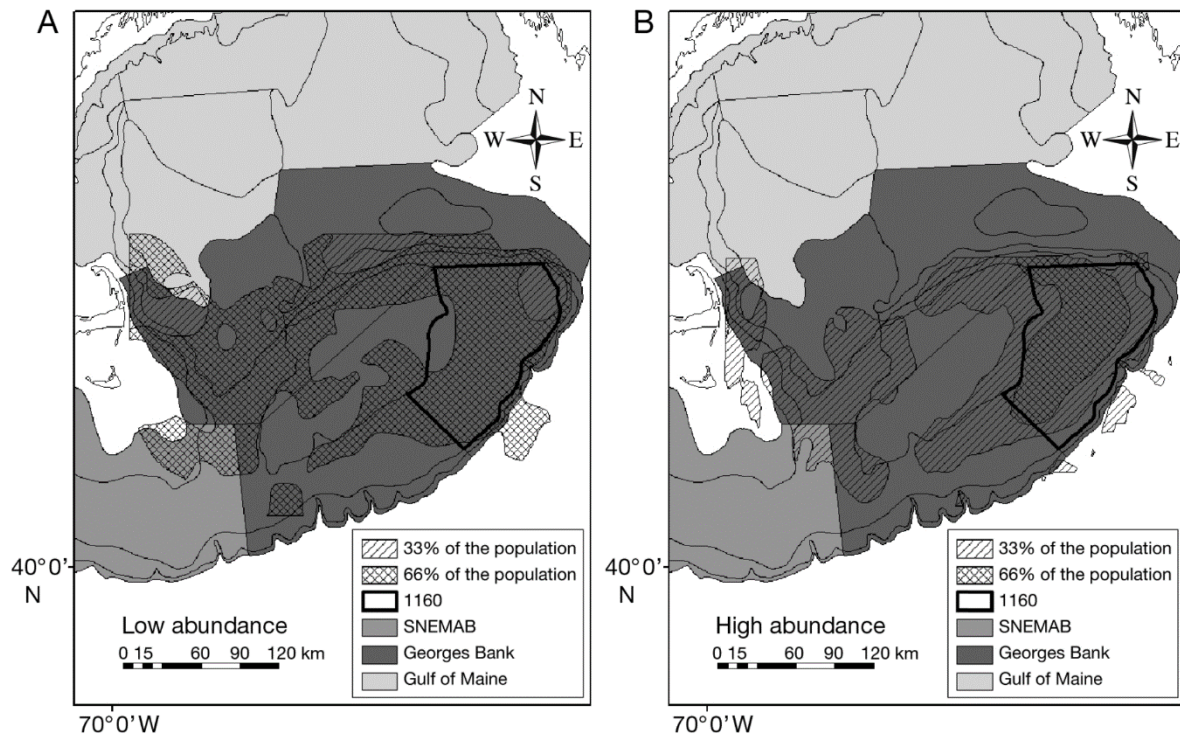 A
N
W E
S
33% of the population
66% of the population
1160
SNEMAB
Georges Bank
Gulf of Maine
Low abundance
0 15 30 60 90 120 km
40°0'
N
70°0'W
B
N
W E
S
33% of the population
66% of the population
1160
SNEMAB
Georges Bank
Gulf of Maine
High abundance
0 15 30 60 90 120 km
40°0'
N
70°0'W